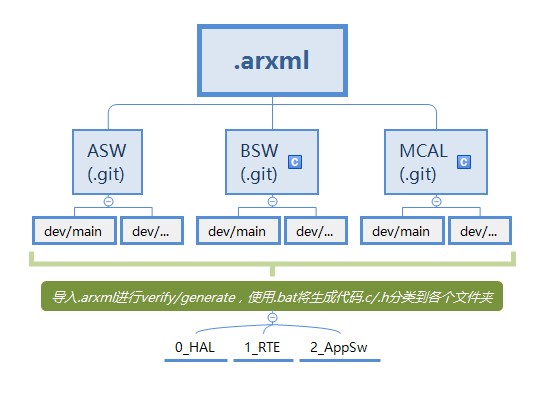 .arxml
ASW
(.git)
BSW
(.git)
C
MCAL
(.git)
C
dev/main
dev/...
dev/main
dev/...
dev/main
dev/...
导入.arxml进行verify/generate，使用.bat将生成代码.c/.h分类到各个文件夹
0_HAL
1_RTE
2_AppSw